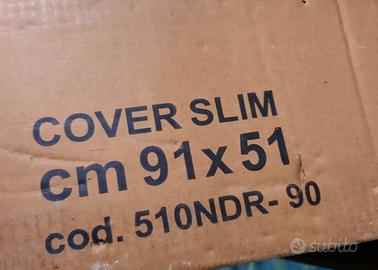 COVER SLIM
cm 91x51
cod. 510NDR- 90
subito